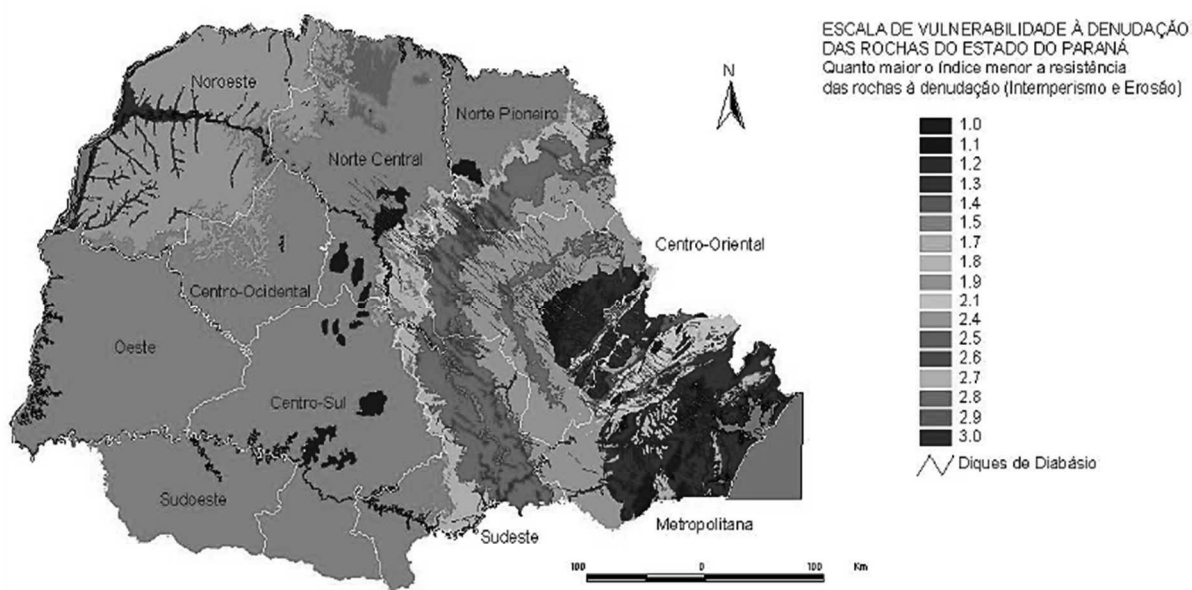 ESCALA DE VULNERABILIDADE À DENUDAÇÃO
DAS ROCHAS DO ESTADO DO PARANÁ
Quanto maior o índice menor a resistência
das rochas à denudação (Intemperismo e Erosão)
Noroeste
N
Norte Pioneiro
Norte Central
1.0
1.1
1.2
1.3
1.4
1.5
1.7
1.8
1.9
2.1
2.4
2.5
2.6
2.7
2.8
2.9
3.0
Diques de Diabásio
Centro-Oriental
Centro-Ocidental
Oeste
Centro-Sul
Sudoeste
Metropolitana
Sudeste
100 0 100 Km